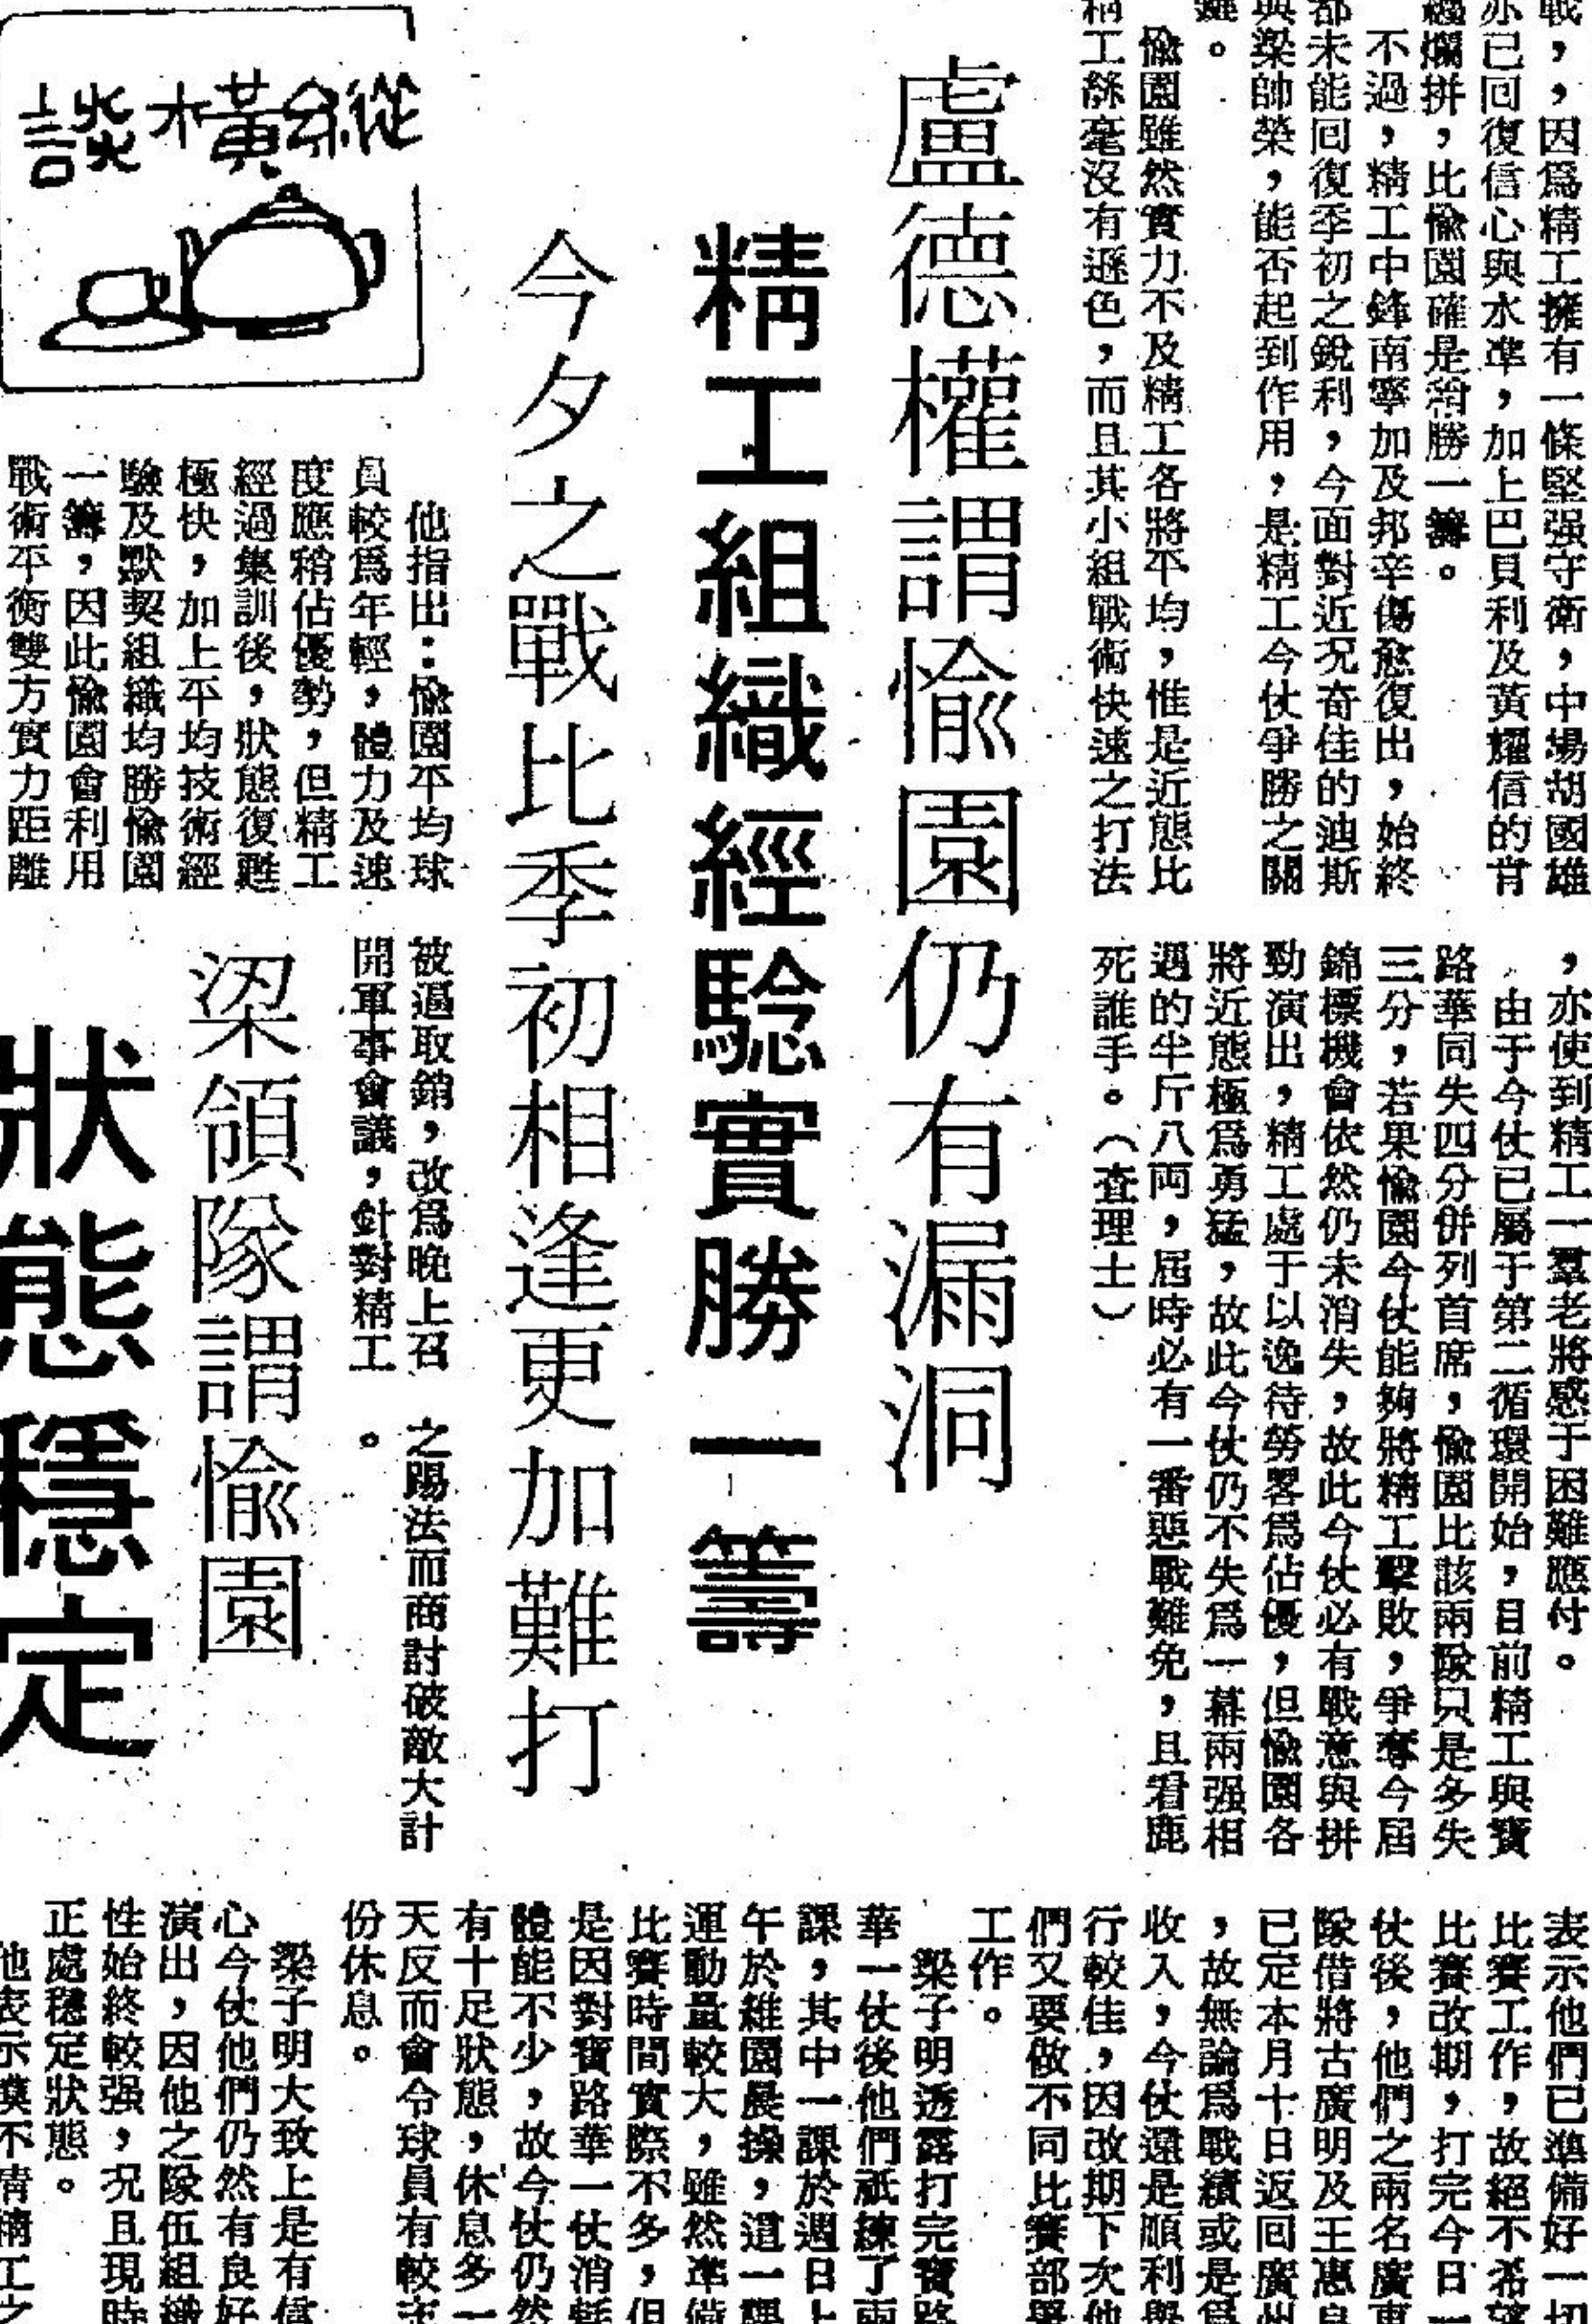 戰，，因爲精工擁有一條堅强守衛，中場胡國雄
亦已回復信心與水準，加上巴貝利及黃耀信的肯
搏爛拼，比愉園確是稍勝一籌。
不過，精工中鋒南寧加及邦辛傷愈復出，始終
都未能回復季初之銳利，今面對近況奇佳的迪斯
與梁帥榮，能否起到作用，是精工今仗爭勝之關
鍵。
愉園雖然實力不及精工各將平均，惟是近態比
精工絲毫沒有遜色，而且其小組戰術快速之打法
，亦使到精工一羣老將感于困難應付。
由于今仗已屬于第二循環開始，目前精工與寶
路華同失四分併列首席，愉園比該兩隊只是多失
三分，若果愉園今仗能夠將精工擊敗，爭奪今屆
錦標機會依然仍未消失，故此今仗必有戰意與拼
勁演出，精工處于以逸待勞畧爲佔優，但愉園各
將近態極爲勇猛，故此今仗仍不失爲一幕兩强相
遇的半斤八両，屆時必有一番惡戰難免，且看鹿
死誰手。（查理士）
盧德權謂愉園仍有漏洞
精工組織經驗實勝一籌
今夕之戰比季初相逢更加難打
縱橫談
他指出：愉園平均球
員較爲年輕，體力及速
度應稍佔優勢，但精工
經過集訓後，狀態復甦
極快，加上平均技術經
驗及默契組織均勝愉園
一籌，因此愉園會利用
戰術平衡雙方實力距離
被逼取銷，改爲晚上召
開軍事會議，針對精工
之踢法而商討破敵大計
。
梁領隊謂愉園
狀態穩定
表示他們已準備好一切
比賽工作，故絕不希望
比賽改期，打完今日一
仗後，他們之兩名廣東
隊借將古廣明及王惠良
已定本月十日返回廣州
，故無論爲戰績或是爲
收入，今仗還是順利舉
行較佳，因改期下次他
們又要做不同比賽部署
工作。
梁子明透露打完寶路
華一仗後他們祇練了兩
課，其中一課於週日上
午於維園晨操，這一課
運動量較大，雖然準備
比賽時間實際不多，但
是因對寶路華一仗消耗
體能不少，故今仗仍然
有十足狀態，休息多一
天反而會令球員有較充
份休息。
梁子明大致上是有信
心今仗他們仍然有良好
演出，因他之隊伍組織
性始終較强，况且現時
正處穩定狀態。
他表示摸不清精工之